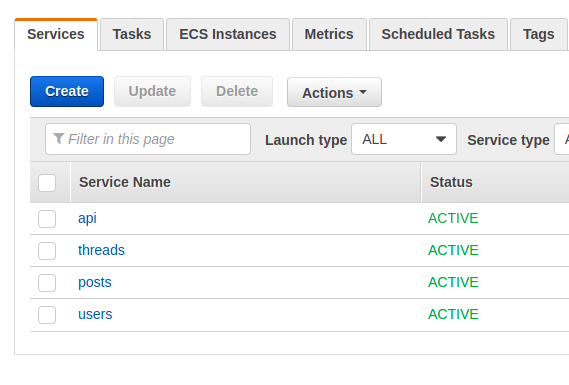 Services Tasks ECS Instances Metrics Scheduled Tasks Tags
Create Update Delete Actions
Filter in this page Launch type ALL Service type
Service Name Status
api ACTIVE
threads ACTIVE
posts ACTIVE
users ACTIVE